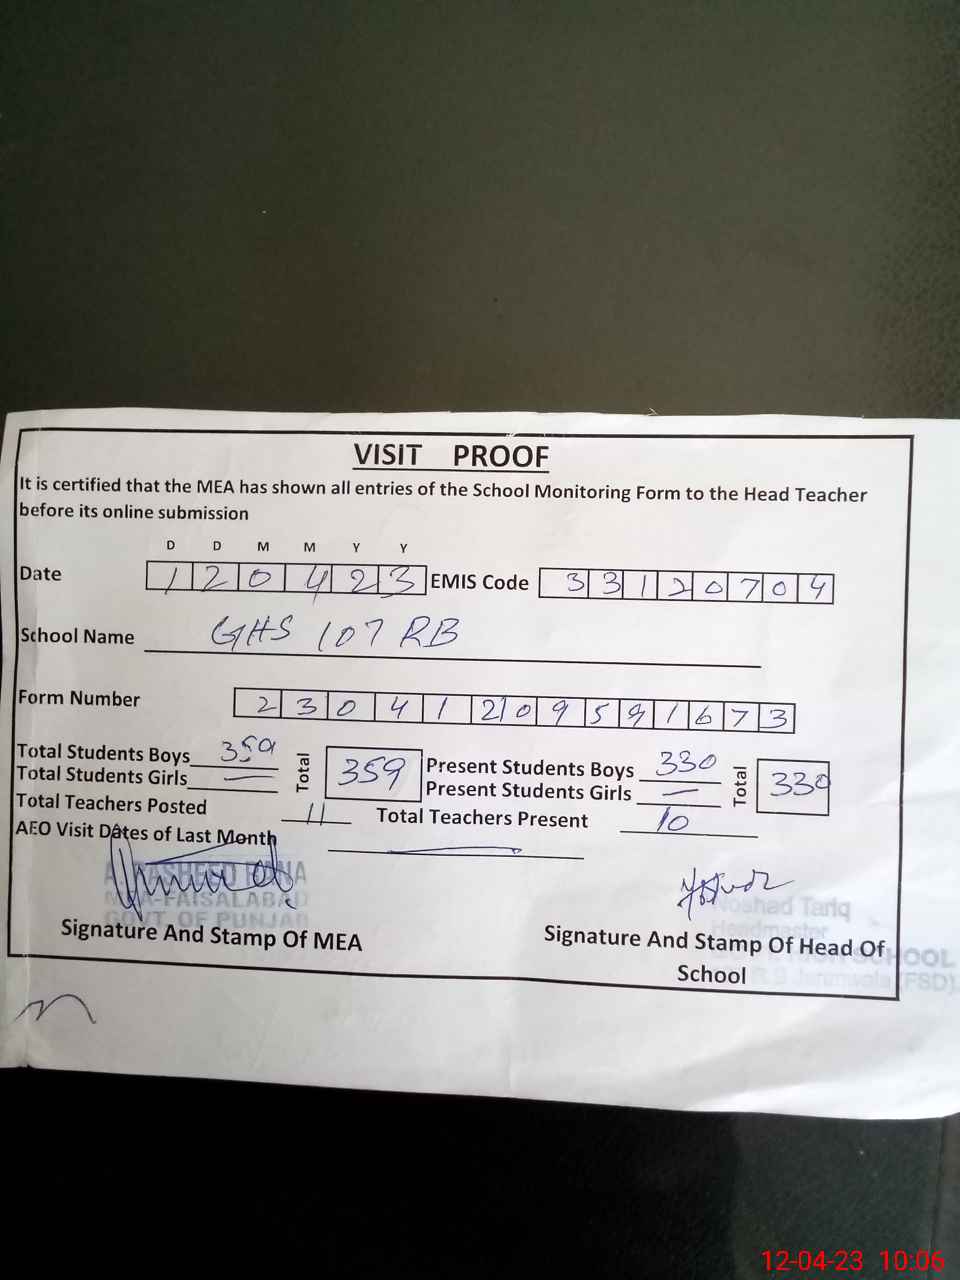 VISIT PROOF
It is certified that the MEA has shown all entries of the School Monitoring Form to the Head Teacher
before its online submission
D D M M Y Y
Date 1 2 0 4 2 3 EMIS Code 3 3 1 2 0 7 0 4
School Name GHS 107 RB
Form Number 2 3 0 4 1 2 0 9 5 9 1 6 7 3
Total Students Boys 359 Total 359 Present Students Boys 330 Total 330
Total Students Girls — Present Students Girls —
Total Teachers Posted 11 Total Teachers Present 10
AEO Visit Dates of Last Month —
A. RASHEED RANA
MEA-FAISALABAD
GOVT. OF PUNJAB
Noshad Tariq
Headmaster
SCHOOL
Jaranwala (FSD)
Signature And Stamp Of MEA
Signature And Stamp Of Head Of
School
12-04-23 10:06